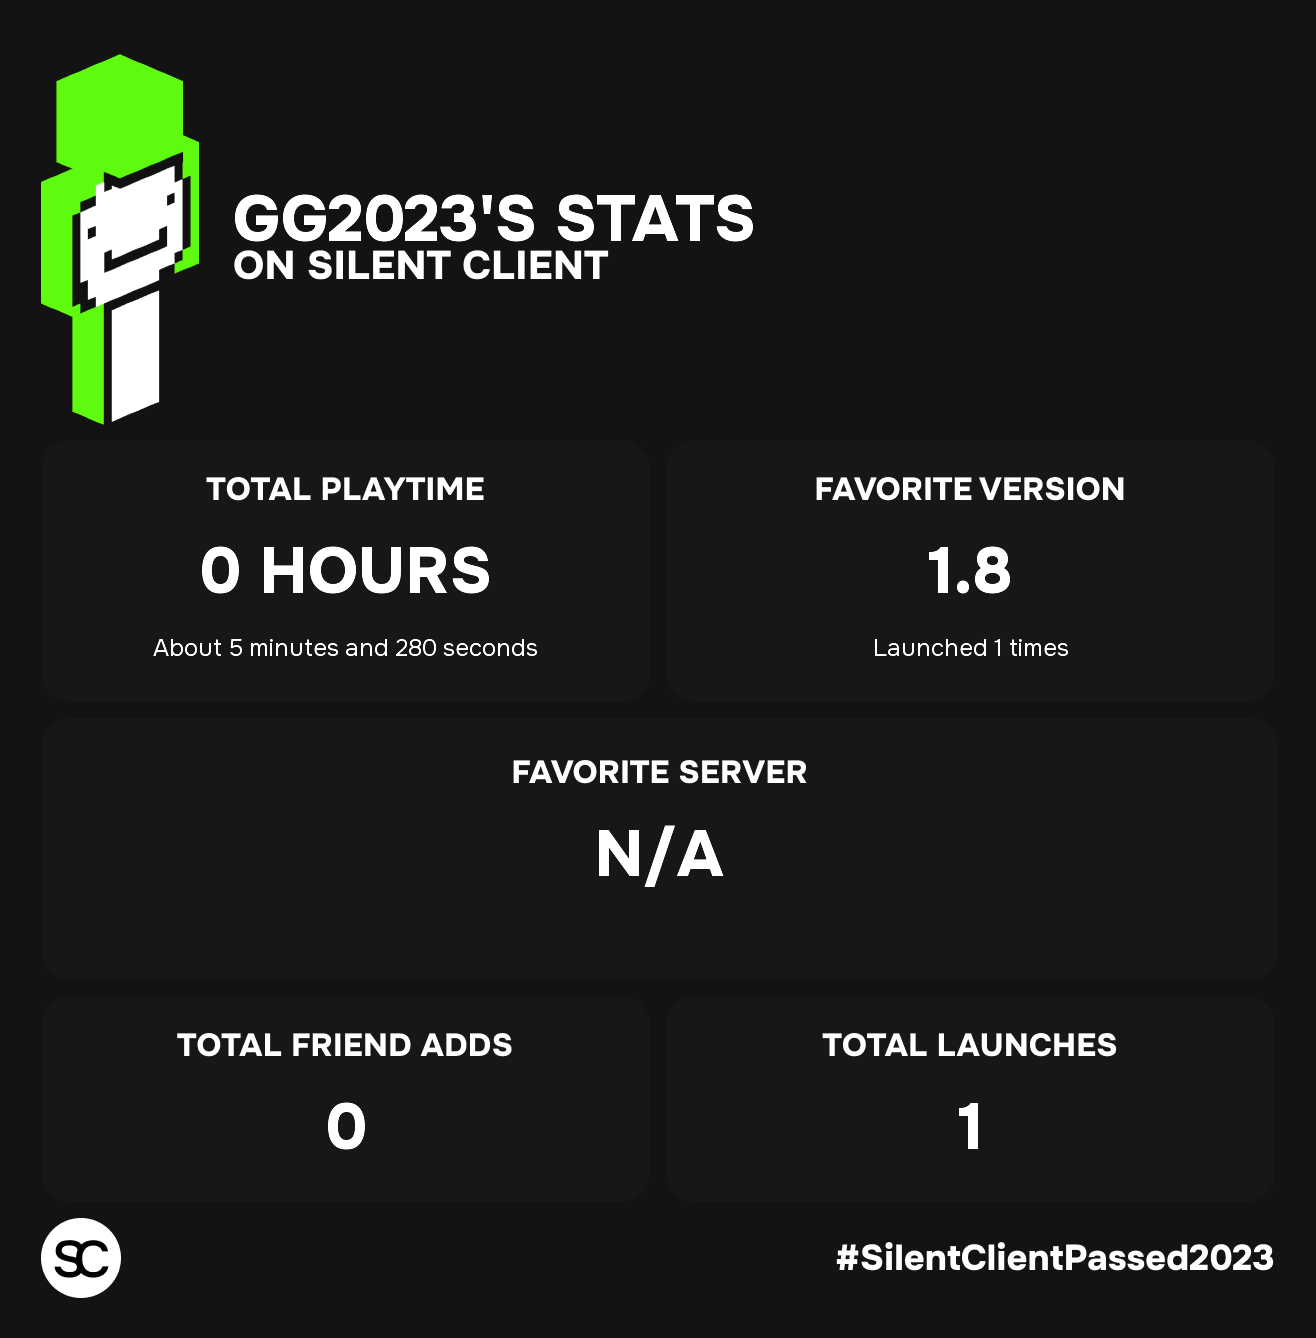 GG2023'S STATS
ON SILENT CLIENT
TOTAL PLAYTIME
0 HOURS
About 5 minutes and 280 seconds
FAVORITE VERSION
1.8
Launched 1 times
FAVORITE SERVER
N/A
TOTAL FRIEND ADDS
0
TOTAL LAUNCHES
1
SC
#SilentClientPassed2023